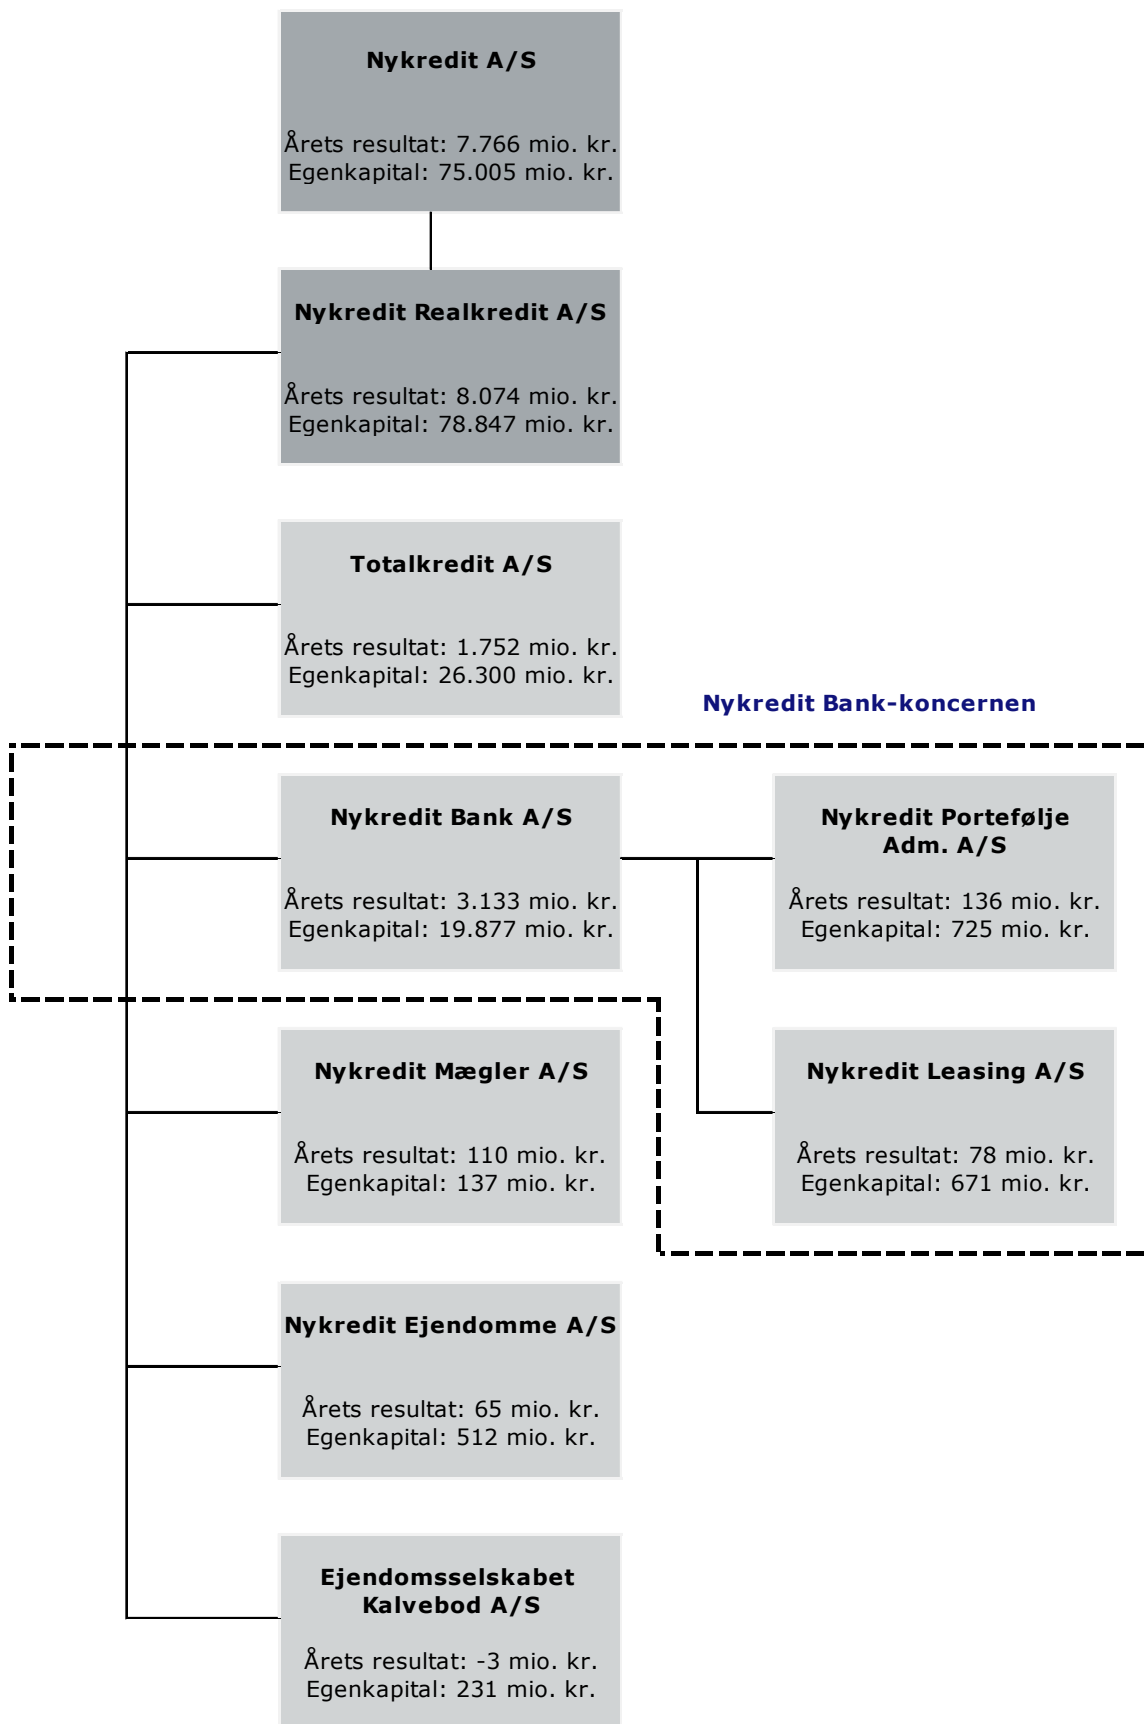 Nykredit A/S
Årets resultat: 7.766 mio. kr.
Egenkapital: 75.005 mio. kr.
Nykredit Realkredit A/S
Årets resultat: 8.074 mio. kr.
Egenkapital: 78.847 mio. kr.
Totalkredit A/S
Årets resultat: 1.752 mio. kr.
Egenkapital: 26.300 mio. kr.
Nykredit Bank-koncernen
Nykredit Bank A/S
Årets resultat: 3.133 mio. kr.
Egenkapital: 19.877 mio. kr.
Nykredit Portefølje
Adm. A/S
Årets resultat: 136 mio. kr.
Egenkapital: 725 mio. kr.
Nykredit Mægler A/S
Årets resultat: 110 mio. kr.
Egenkapital: 137 mio. kr.
Nykredit Leasing A/S
Årets resultat: 78 mio. kr.
Egenkapital: 671 mio. kr.
Nykredit Ejendomme A/S
Årets resultat: 65 mio. kr.
Egenkapital: 512 mio. kr.
Ejendomsselskabet
Kalvebod A/S
Årets resultat: -3 mio. kr.
Egenkapital: 231 mio. kr.